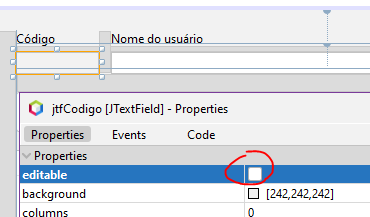 Código Nome do usuário
jtfCodigo [JTextField] - Properties
Properties Events Code
Properties
editable
background [242,242,242]
columns 0